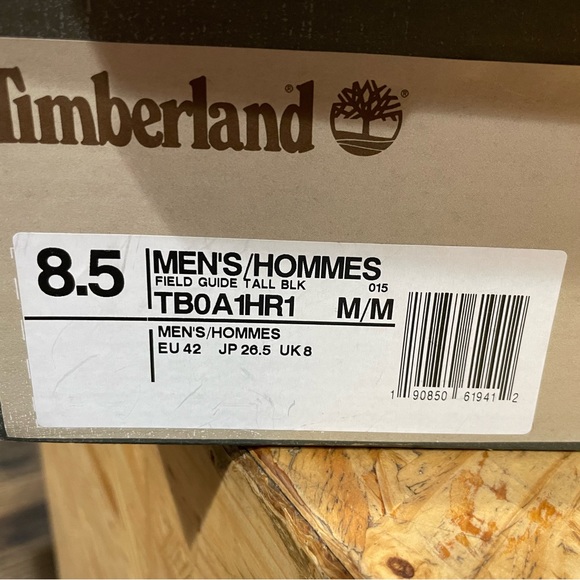 Timberland®
8.5
MEN'S/HOMMES
FIELD GUIDE TALL BLK 015
TB0A1HR1 M/M
MEN'S/HOMMES
EU 42 JP 26.5 UK 8
1 90850 61941 2